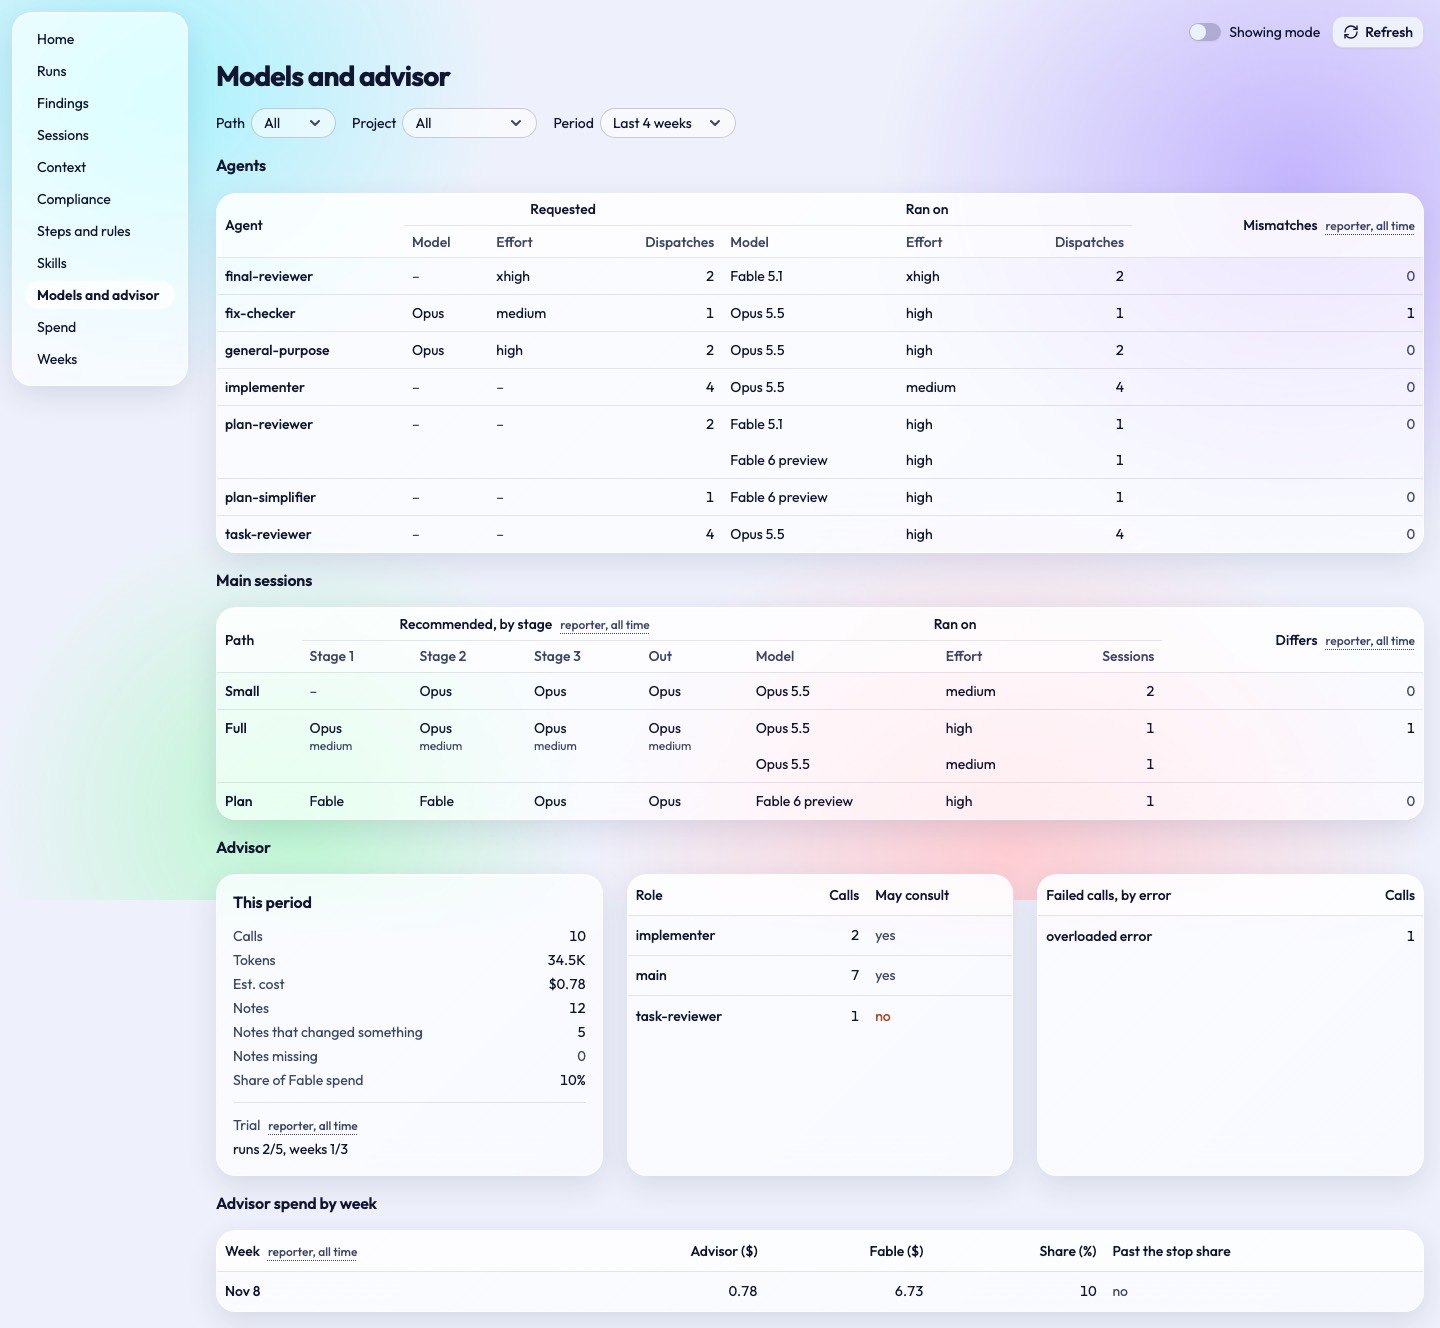 Home
Runs
Findings
Sessions
Context
Compliance
Steps and rules
Skills
Models and advisor
Spend
Weeks
Showing mode Refresh
Models and advisor
Path All Project All Period Last 4 weeks
Agents
Agent Requested Ran on Mismatches reporter, all time
Model Effort Dispatches Model Effort Dispatches
final-reviewer – xhigh 2 Fable 5.1 xhigh 2 0
fix-checker Opus medium 1 Opus 5.5 high 1 1
general-purpose Opus high 2 Opus 5.5 high 2 0
implementer – – 4 Opus 5.5 medium 4 0
plan-reviewer – – 2 Fable 5.1 high 1 0
Fable 6 preview high 1
plan-simplifier – – 1 Fable 6 preview high 1 0
task-reviewer – – 4 Opus 5.5 high 4 0
Main sessions
Path Recommended, by stage reporter, all time Ran on Differs reporter, all time
Stage 1 Stage 2 Stage 3 Out Model Effort Sessions
Small – Opus Opus Opus Opus 5.5 medium 2 0
Full Opus Opus Opus Opus Opus 5.5 high 1 1
medium medium medium medium
Opus 5.5 medium 1
Plan Fable Fable Opus Opus Fable 6 preview high 1 0
Advisor
This period
Calls 10
Tokens 34.5K
Est. cost $0.78
Notes 12
Notes that changed something 5
Notes missing 0
Share of Fable spend 10%
Trial reporter, all time
runs 2/5, weeks 1/3
Role Calls May consult
implementer 2 yes
main 7 yes
task-reviewer 1 no
Failed calls, by error Calls
overloaded error 1
Advisor spend by week
Week reporter, all time Advisor ($) Fable ($) Share (%) Past the stop share
Nov 8 0.78 6.73 10 no